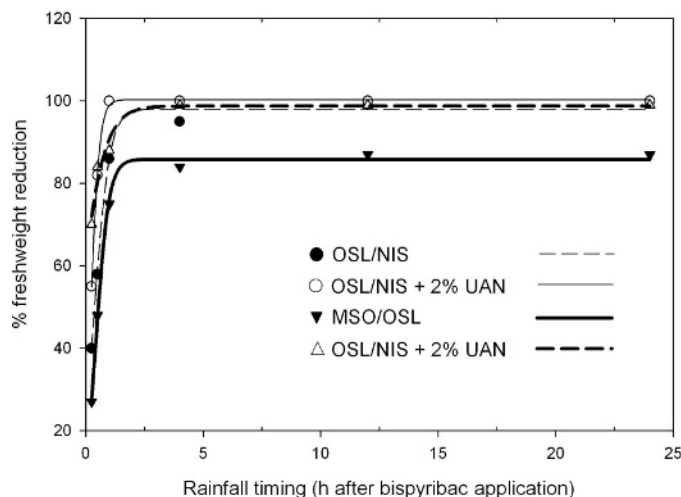 120
100
80
60
40
20
% freshweight reduction
OSL/NIS
OSL/NIS + 2% UAN
MSO/OSL
OSL/NIS + 2% UAN
0 5 10 15 20 25
Rainfall timing (h after bispyribac application)